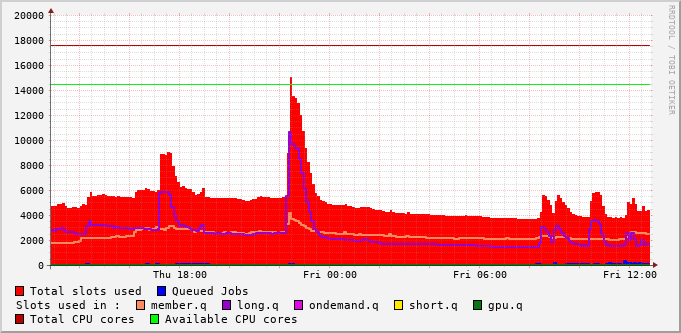 20000
18000
16000
14000
12000
10000
8000
6000
4000
2000
0
Thu 18:00 Fri 00:00 Fri 06:00 Fri 12:00
RRDTOOL / TOBI OETIKER
Total slots used Queued Jobs
Slots used in : member.q long.q ondemand.q short.q gpu.q
Total CPU cores Available CPU cores